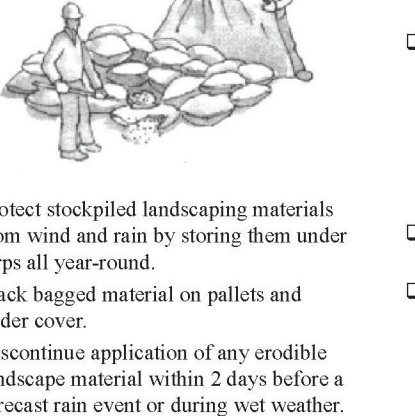 otect stockpiled landscaping materials
om wind and rain by storing them under
rps all year-round.
ack bagged material on pallets and
der cover.
scontinue application of any erodible
ndscape material within 2 days before a
recast rain event or during wet weather.